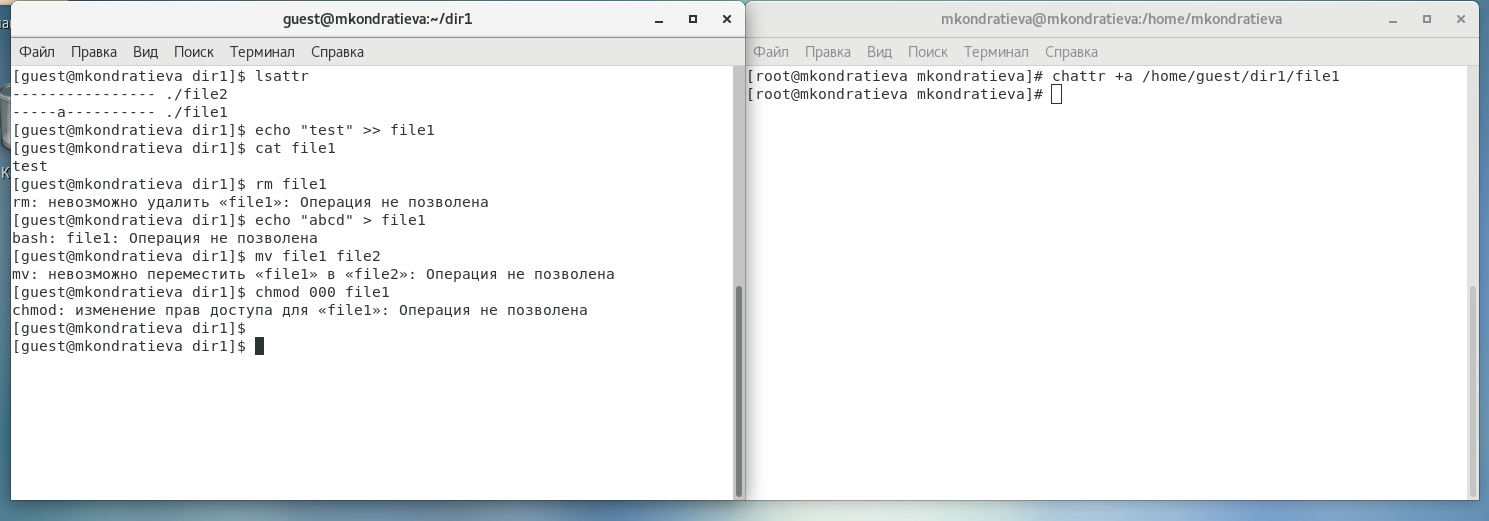 guest@mkondratieva:~/dir1
Файл Правка Вид Поиск Терминал Справка
[guest@mkondratieva dir1]$ lsattr
---------------- ./file2
-----a---------- ./file1
[guest@mkondratieva dir1]$ echo "test" >> file1
[guest@mkondratieva dir1]$ cat file1
test
[guest@mkondratieva dir1]$ rm file1
rm: невозможно удалить «file1»: Операция не позволена
[guest@mkondratieva dir1]$ echo "abcd" > file1
bash: file1: Операция не позволена
[guest@mkondratieva dir1]$ mv file1 file2
mv: невозможно переместить «file1» в «file2»: Операция не позволена
[guest@mkondratieva dir1]$ chmod 000 file1
chmod: изменение прав доступа для «file1»: Операция не позволена
[guest@mkondratieva dir1]$
[guest@mkondratieva dir1]$
mkondratieva@mkondratieva:/home/mkondratieva
Файл Правка Вид Поиск Терминал Справка
[root@mkondratieva mkondratieva]# chattr +a /home/guest/dir1/file1
[root@mkondratieva mkondratieva]#